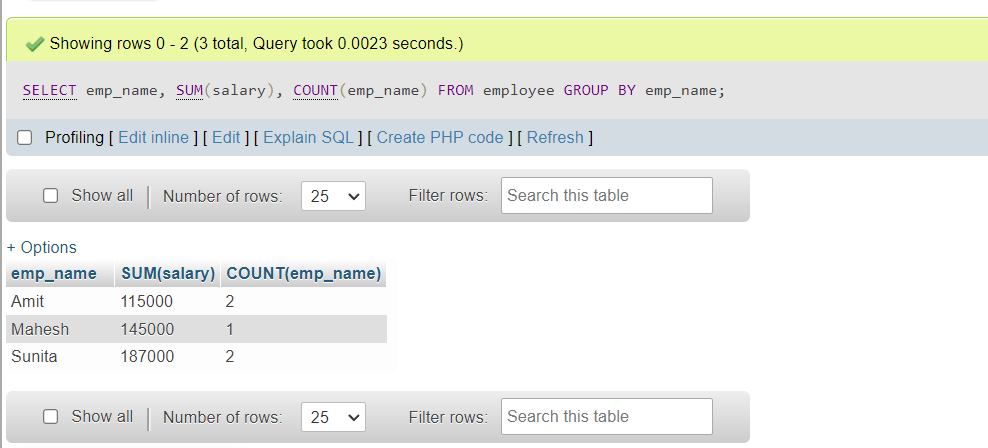 Showing rows 0 - 2 (3 total, Query took 0.0023 seconds.)
SELECT emp_name, SUM(salary), COUNT(emp_name) FROM employee GROUP BY emp_name;
Profiling [ Edit inline ] [ Edit ] [ Explain SQL ] [ Create PHP code ] [ Refresh ]
Show all | Number of rows: 25 Filter rows: Search this table
+ Options
emp_name SUM(salary) COUNT(emp_name)
Amit 115000 2
Mahesh 145000 1
Sunita 187000 2
Show all | Number of rows: 25 Filter rows: Search this table